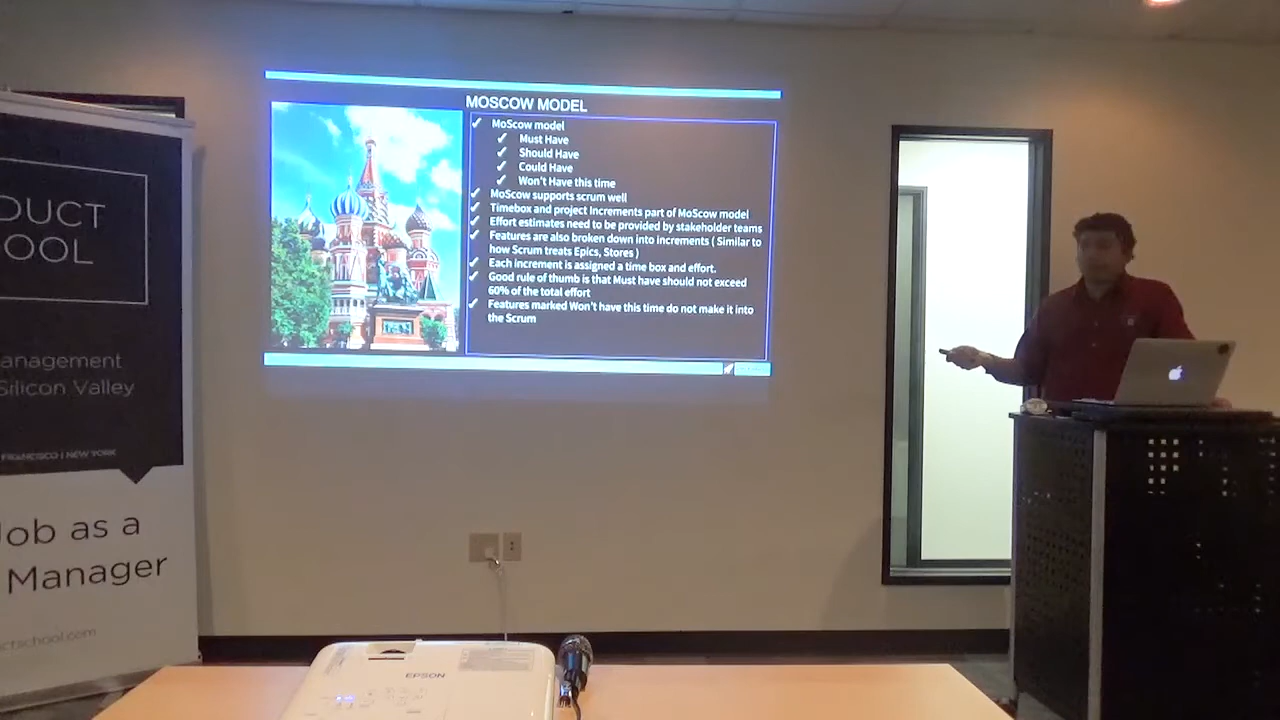 MOSCOW MODEL
MoScow model
Must Have
Should Have
Could Have
Won't Have this time
MoScow supports scrum well
Timebox and project Increments part of MoScow model
Effort estimates need to be provided by stakeholder teams
Features are also broken down into Increments ( Similar to
how Scrum treats Epics, Stores )
Each increment is assigned a time box and effort.
Good rule of thumb is that Must have should not exceed
60% of the total effort
Features marked Won't have this time do not make it into
the Scrum
DUCT
OOL
anagement
Silicon Valley
FRANCISCO | NEW YORK
Job as a
Manager
ctschool.com
EPSON